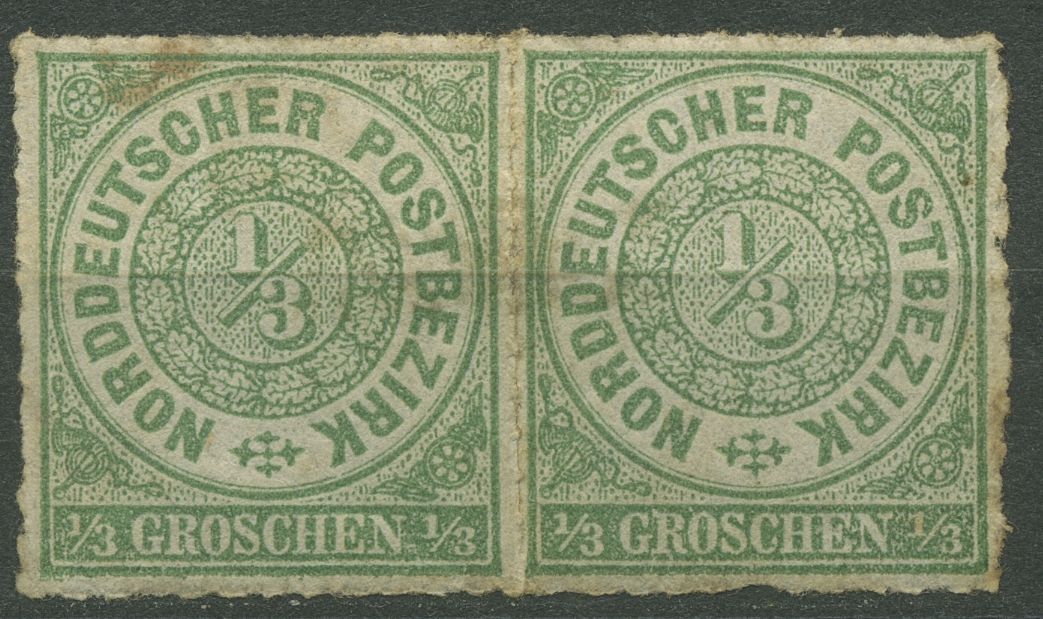 NORDDEUTSCHER POSTBEZIRK
1/3
1/3 GROSCHEN 1/3
NORDDEUTSCHER POSTBEZIRK
1/3
1/3 GROSCHEN 1/3